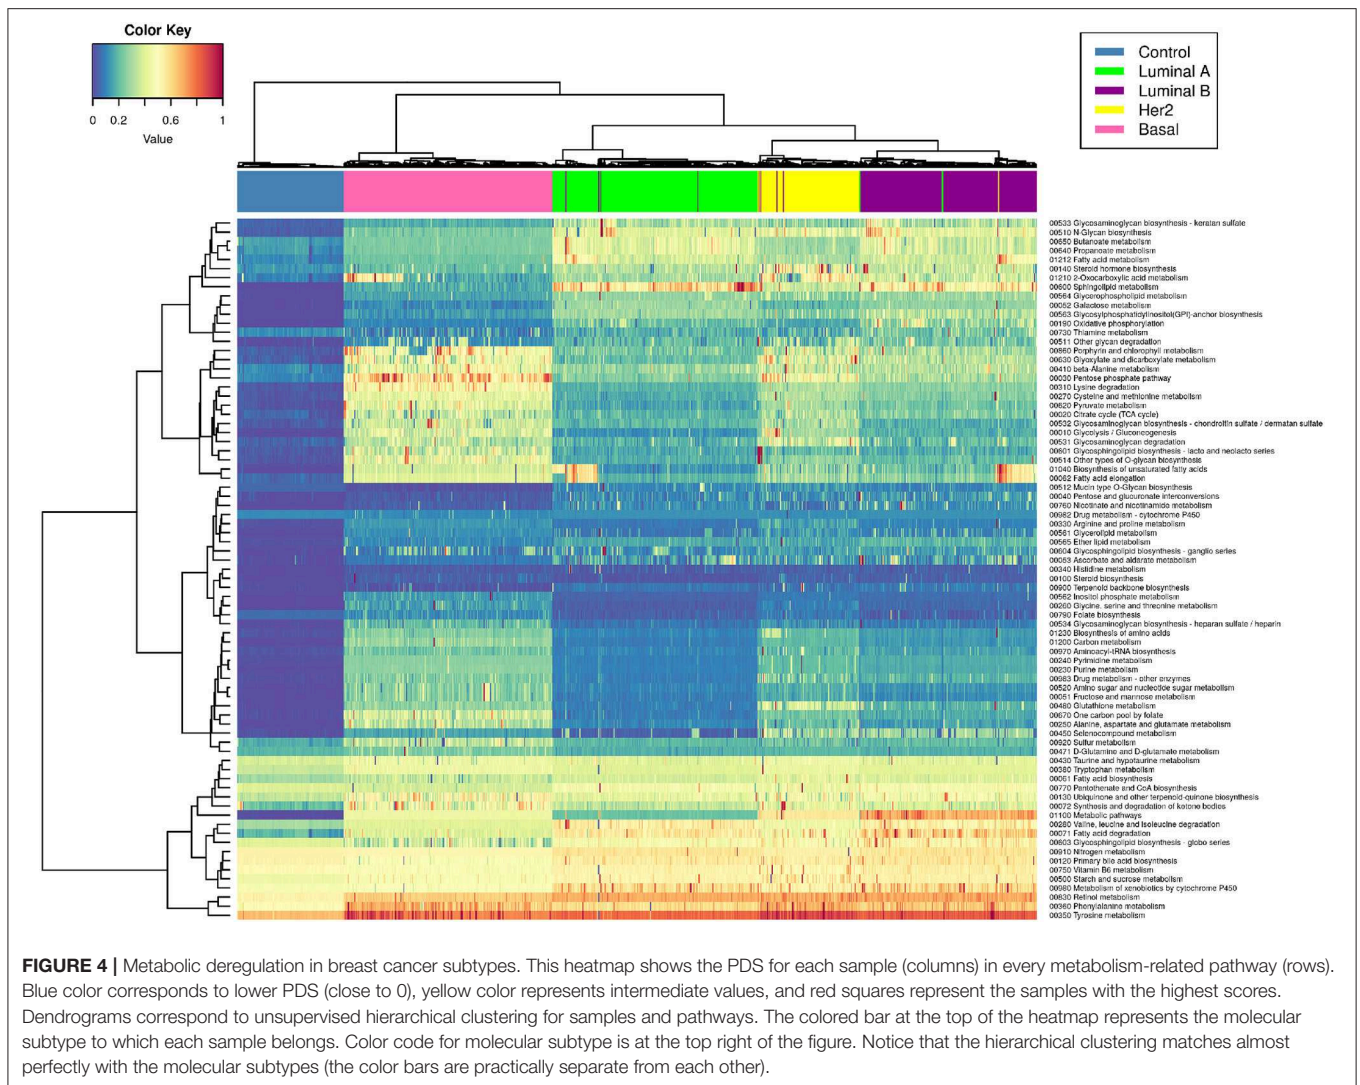 Color Key
0 0.2 0.6 1
Value
Control
Luminal A
Luminal B
Her2
Basal
00533 Glycosaminoglycan biosynthesis - keratan sulfate
00510 N-Glycan biosynthesis
00650 Butanoate metabolism
00640 Propanoate metabolism
01212 Fatty acid metabolism
00140 Steroid hormone biosynthesis
01210 2-Oxocarboxylic acid metabolism
00600 Sphingolipid metabolism
00564 Glycerophospholipid metabolism
00052 Galactose metabolism
00563 Glycosylphosphatidylinositol(GPI)-anchor biosynthesis
00190 Oxidative phosphorylation
00730 Thiamine metabolism
00511 Other glycan degradation
00860 Porphyrin and chlorophyll metabolism
00630 Glyoxylate and dicarboxylate metabolism
00410 beta-Alanine metabolism
00030 Pentose phosphate pathway
00310 Lysine degradation
00270 Cysteine and methionine metabolism
00620 Pyruvate metabolism
00020 Citrate cycle (TCA cycle)
00532 Glycosaminoglycan biosynthesis - chondroitin sulfate / dermatan sulfate
00010 Glycolysis / Gluconeogenesis
00531 Glycosaminoglycan degradation
00601 Glycosphingolipid biosynthesis - lacto and neolacto series
00514 Other types of O-glycan biosynthesis
01040 Biosynthesis of unsaturated fatty acids
00062 Fatty acid elongation
00512 Mucin type O-Glycan biosynthesis
00040 Pentose and glucuronate interconversions
00760 Nicotinate and nicotinamide metabolism
00982 Drug metabolism - cytochrome P450
00330 Arginine and proline metabolism
00561 Glycerolipid metabolism
00565 Ether lipid metabolism
00604 Glycosphingolipid biosynthesis - ganglio series
00053 Ascorbate and aldarate metabolism
00340 Histidine metabolism
00100 Steroid biosynthesis
00900 Terpenoid backbone biosynthesis
00562 Inositol phosphate metabolism
00260 Glycine, serine and threonine metabolism
00790 Folate biosynthesis
00534 Glycosaminoglycan biosynthesis - heparan sulfate / heparin
01230 Biosynthesis of amino acids
01200 Carbon metabolism
00970 Aminoacyl-tRNA biosynthesis
00240 Pyrimidine metabolism
00230 Purine metabolism
00983 Drug metabolism - other enzymes
00520 Amino sugar and nucleotide sugar metabolism
00051 Fructose and mannose metabolism
00480 Glutathione metabolism
00670 One carbon pool by folate
00250 Alanine, aspartate and glutamate metabolism
00450 Selenocompound metabolism
00920 Sulfur metabolism
00471 D-Glutamine and D-glutamate metabolism
00430 Taurine and hypotaurine metabolism
00380 Tryptophan metabolism
00061 Fatty acid biosynthesis
00770 Pantothenate and CoA biosynthesis
00130 Ubiquinone and other terpenoid-quinone biosynthesis
00072 Synthesis and degradation of ketone bodies
01100 Metabolic pathways
00280 Valine, leucine and isoleucine degradation
00071 Fatty acid degradation
00603 Glycosphingolipid biosynthesis - globo series
00910 Nitrogen metabolism
00120 Primary bile acid biosynthesis
00750 Vitamin B6 metabolism
00500 Starch and sucrose metabolism
00980 Metabolism of xenobiotics by cytochrome P450
00830 Retinol metabolism
00360 Phenylalanine metabolism
00350 Tyrosine metabolism
FIGURE 4 | Metabolic deregulation in breast cancer subtypes. This heatmap shows the PDS for each sample (columns) in every metabolism-related pathway (rows).
Blue color corresponds to lower PDS (close to 0), yellow color represents intermediate values, and red squares represent the samples with the highest scores.
Dendrograms correspond to unsupervised hierarchical clustering for samples and pathways. The colored bar at the top of the heatmap represents the molecular
subtype to which each sample belongs. Color code for molecular subtype is at the top right of the figure. Notice that the hierarchical clustering matches almost
perfectly with the molecular subtypes (the color bars are practically separate from each other).